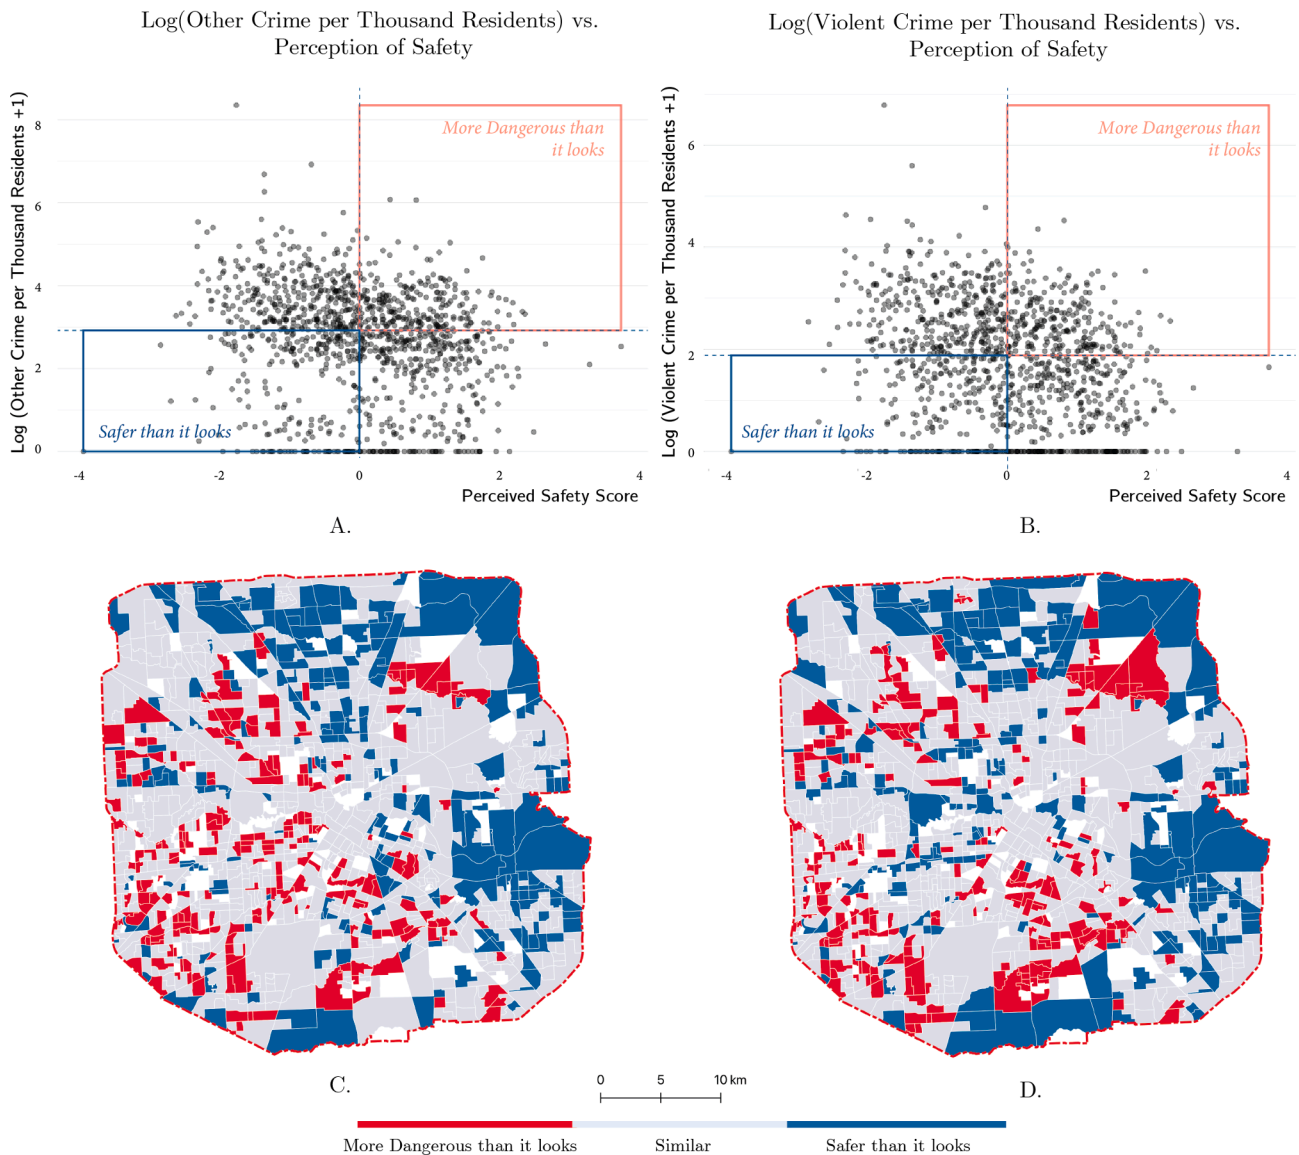 Log(Other Crime per Thousand Residents) vs.
Perception of Safety
Log(Violent Crime per Thousand Residents) vs.
Perception of Safety
Log (Other Crime per Thousand Residents +1)
8
6
4
2
0
More Dangerous than
it looks
Safer than it looks
-4
-2
0
2
4
Perceived Safety Score
A.
Log (Violent Crime per Thousand Residents +1)
6
4
2
0
More Dangerous than
it looks
Safer than it looks
-4
-2
0
2
4
Perceived Safety Score
B.
C.
D.
0
5
10 km
More Dangerous than it looks
Similar
Safer than it looks